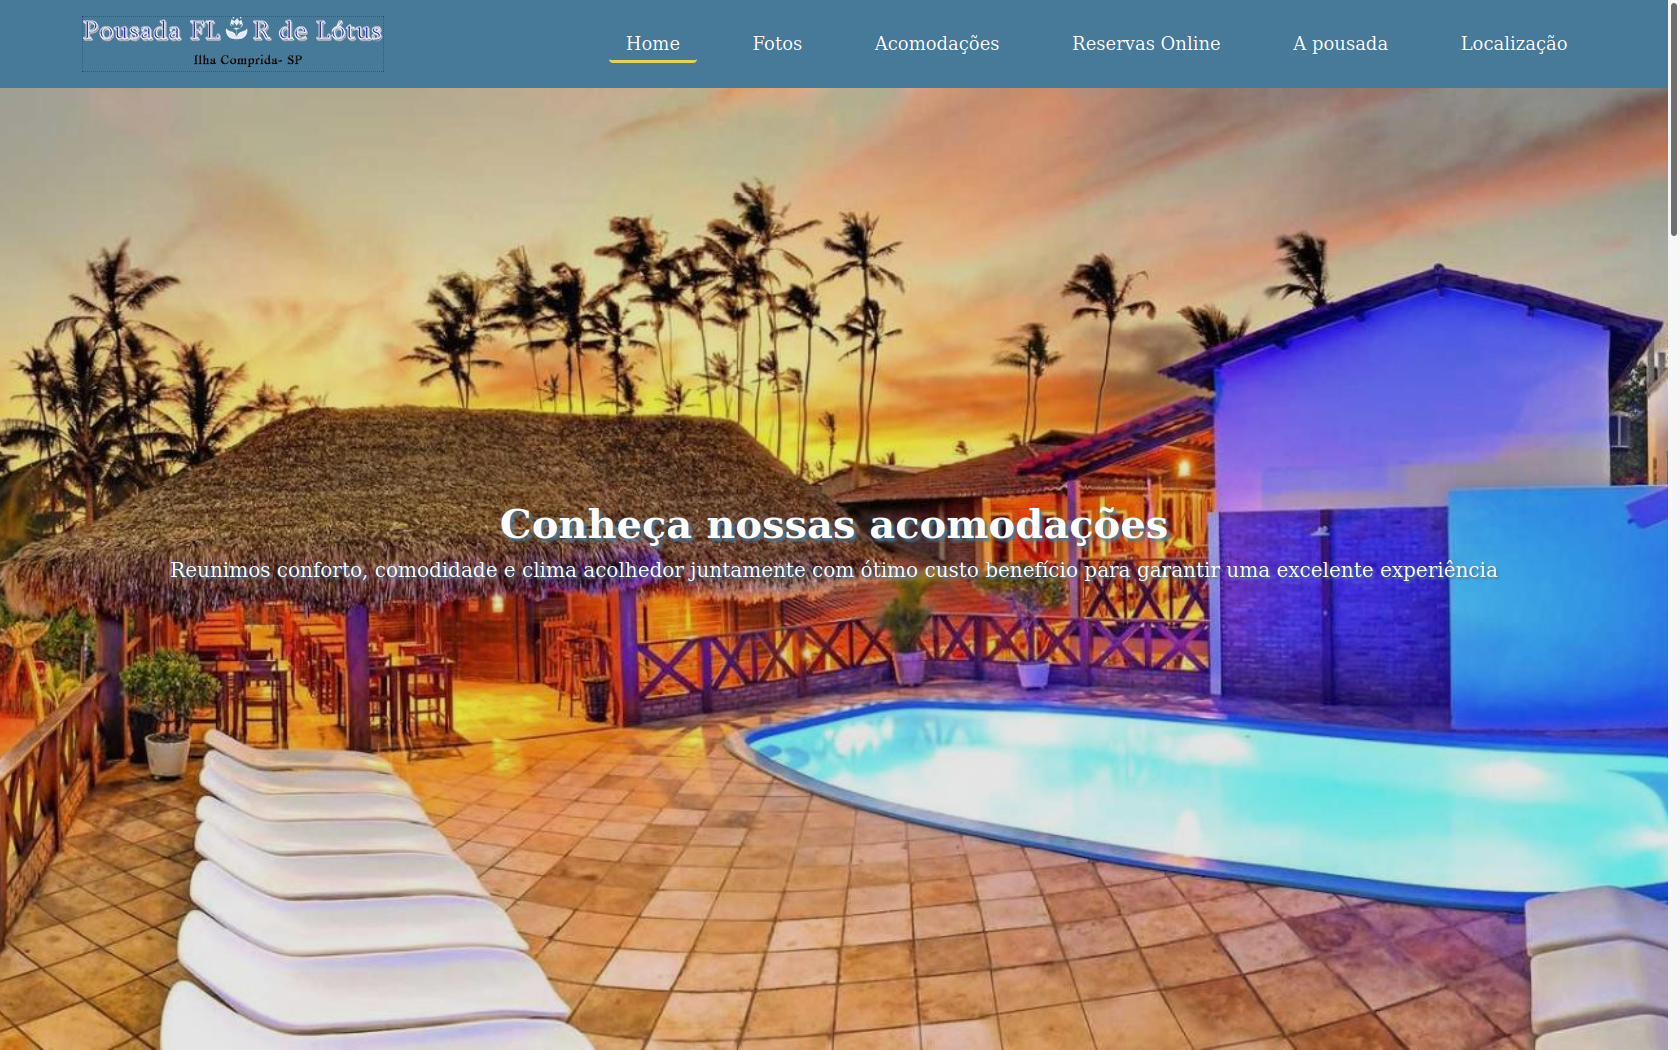 Pousada FL R de Lótus
Ilha Comprida- SP
Home
Fotos
Acomodações
Reservas Online
A pousada
Localização
Conheça nossas acomodações
Reunimos conforto, comodidade e clima acolhedor juntamente com ótimo custo benefício para garantir uma excelente experiência